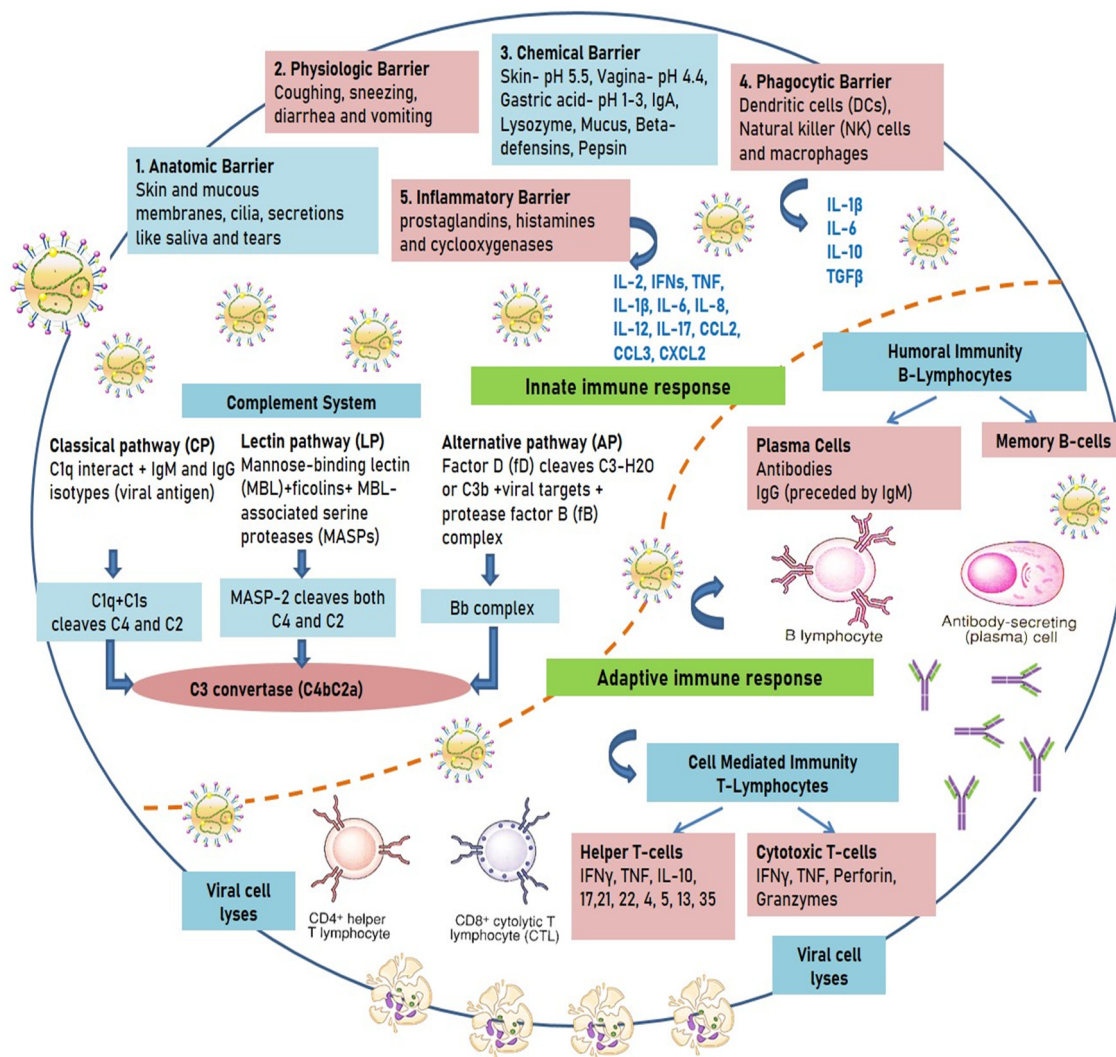 2. Physiologic Barrier
Coughing, sneezing,
diarrhea and vomiting
3. Chemical Barrier
Skin- pH 5.5, Vagina- pH 4.4,
Gastric acid- pH 1-3, IgA,
Lysozyme, Mucus, Beta-
defensins, Pepsin
4. Phagocytic Barrier
Dendritic cells (DCs),
Natural killer (NK) cells
and macrophages
1. Anatomic Barrier
Skin and mucous
membranes, cilia, secretions
like saliva and tears
5. Inflammatory Barrier
prostaglandins, histamines
and cyclooxygenases
IL-1β
IL-6
IL-10
TGFβ
IL-2, IFNs, TNF,
IL-1β, IL-6, IL-8,
IL-12, IL-17, CCL2,
CCL3, CXCL2
Innate immune response
Humoral Immunity
B-Lymphocytes
Complement System
Classical pathway (CP)
C1q interact + IgM and IgG
isotypes (viral antigen)
Lectin pathway (LP)
Mannose-binding lectin
(MBL)+ficolins+ MBL-
associated serine
proteases (MASPs)
Alternative pathway (AP)
Factor D (fD) cleaves C3-H2O
or C3b +viral targets +
protease factor B (fB)
complex
Plasma Cells
Antibodies
IgG (preceded by IgM)
Memory B-cells
C1q+C1s
cleaves C4 and C2
MASP-2 cleaves both
C4 and C2
Bb complex
B lymphocyte
Antibody-secreting
(plasma) cell
C3 convertase (C4bC2a)
Adaptive immune response
Cell Mediated Immunity
T-Lymphocytes
Helper T-cells
IFNγ, TNF, IL-10,
17,21, 22, 4, 5, 13, 35
Cytotoxic T-cells
IFNγ, TNF, Perforin,
Granzymes
Viral cell
lyses
CD4⁺ helper
T lymphocyte
CD8⁺ cytolytic T
lymphocyte (CTL)
Viral cell
lyses